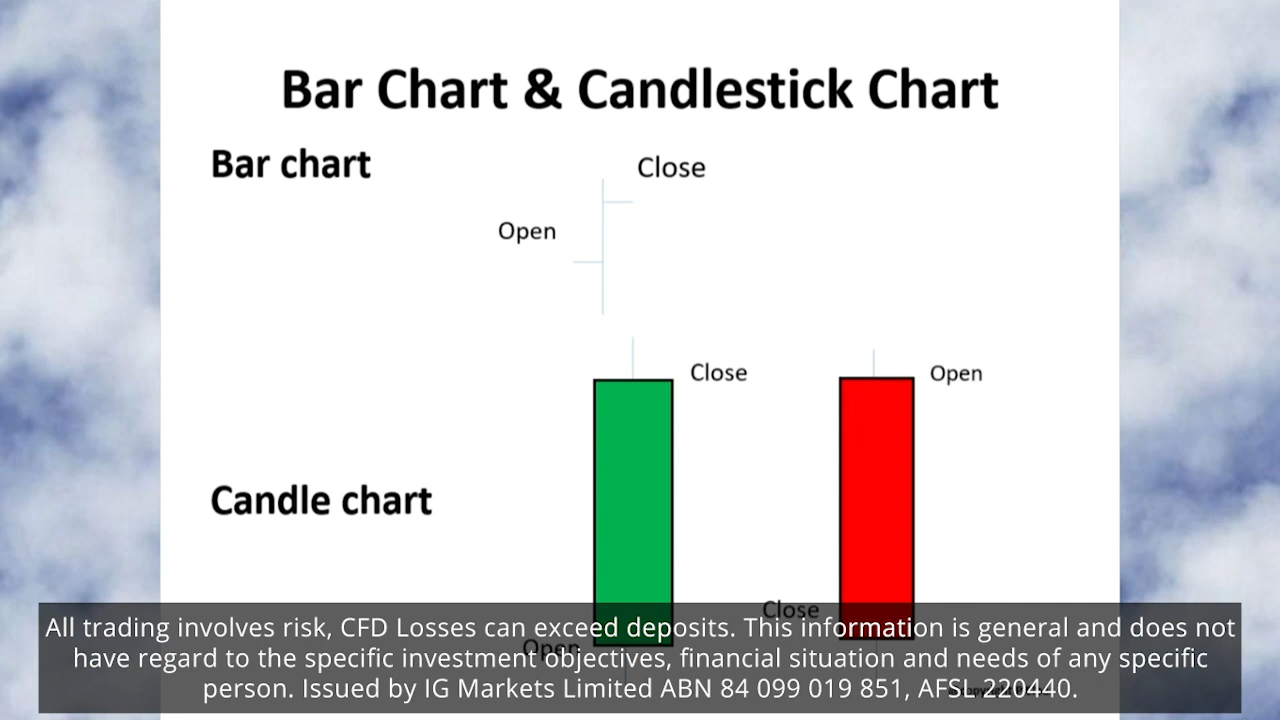 Bar Chart & Candlestick Chart
Bar chart
Close
Open
Close
Open
Candle chart
Close
Open
All trading involves risk, CFD Losses can exceed deposits. This information is general and does not
have regard to the specific investment objectives, financial situation and needs of any specific
person. Issued by IG Markets Limited ABN 84 099 019 851, AFSL 220440.